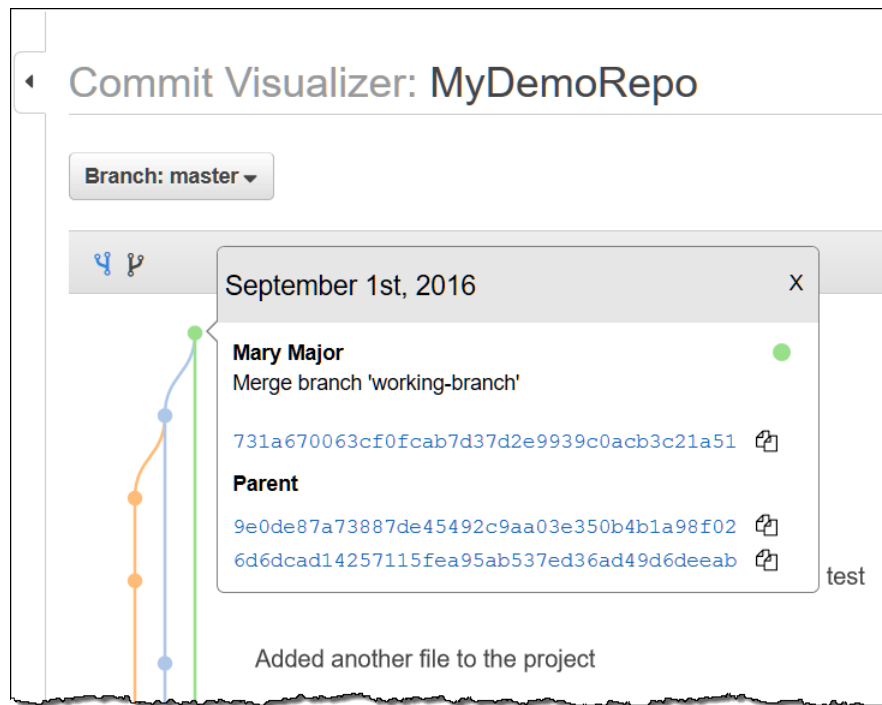 Commit Visualizer: MyDemoRepo
Branch: master
September 1st, 2016 X
Mary Major
Merge branch 'working-branch'
731a670063cf0fcab7d37d2e9939c0acb3c21a51
Parent
9e0de87a73887de45492c9aa03e350b4b1a98f02
6d6dcad14257115fea95ab537ed36ad49d6deeab
test
Added another file to the project